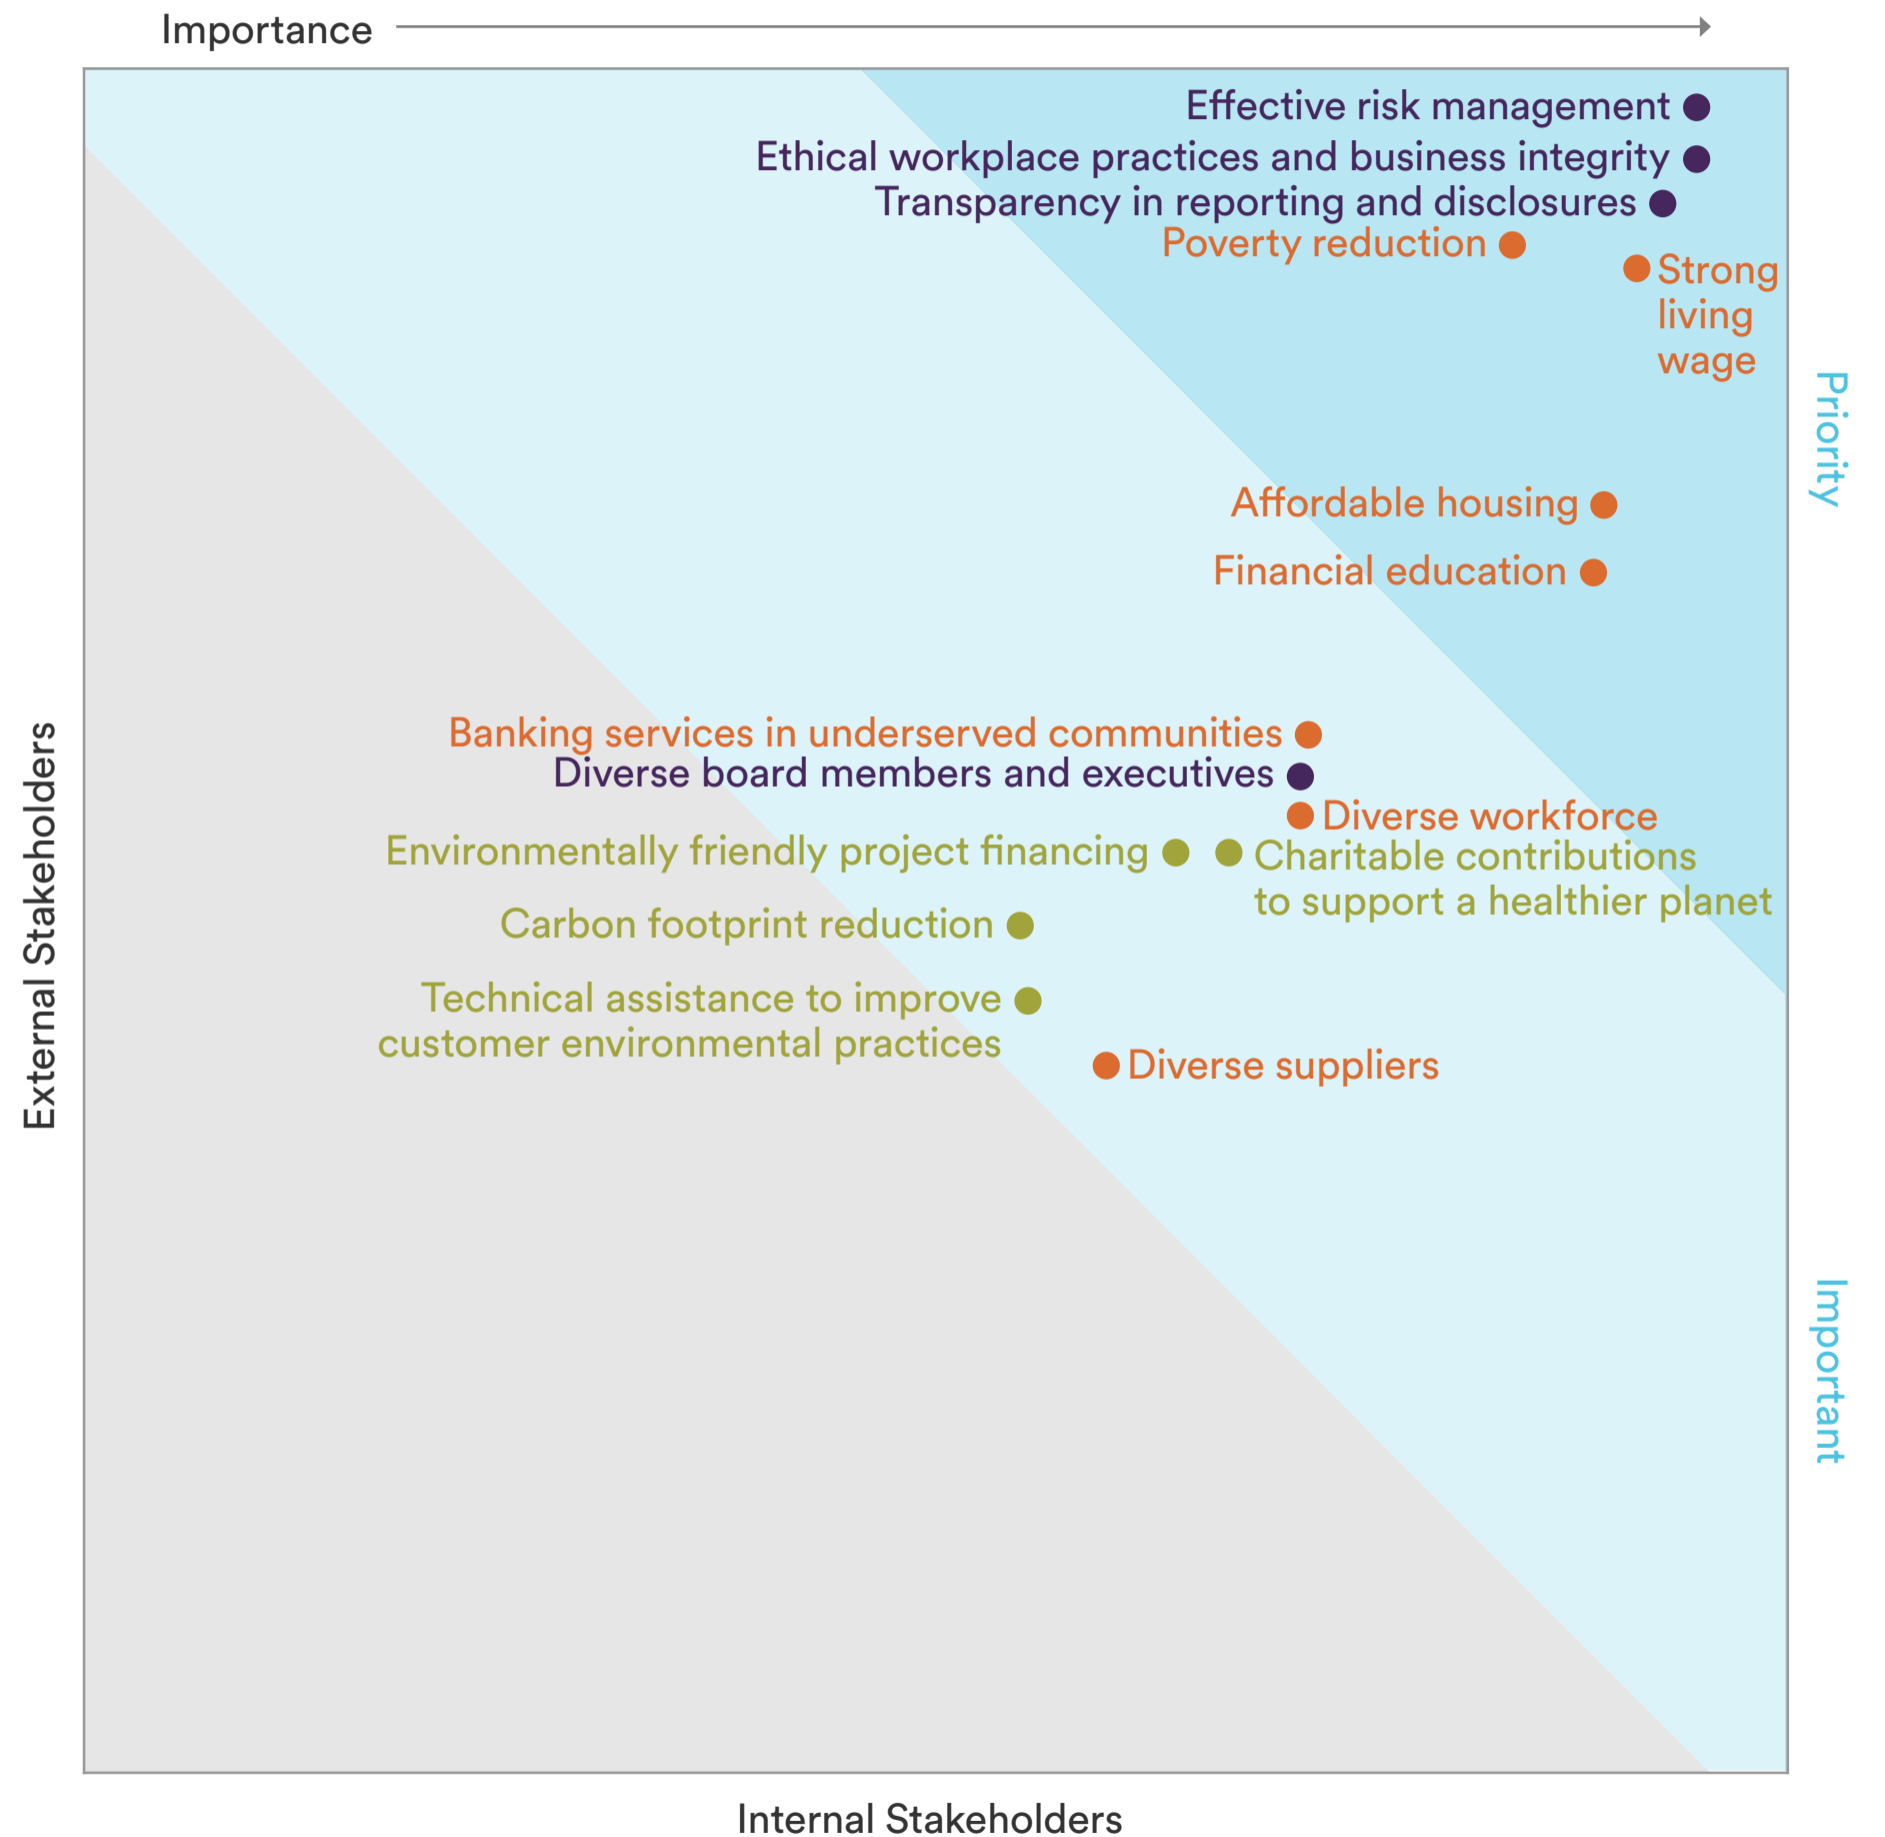 Importance
Effective risk management
Ethical workplace practices and business integrity
Transparency in reporting and disclosures
Poverty reduction
Strong
living
wage
Priority
Affordable housing
Financial education
Banking services in underserved communities
Diverse board members and executives
Diverse workforce
Environmentally friendly project financing
Charitable contributions
to support a healthier planet
Carbon footprint reduction
Technical assistance to improve
customer environmental practices
Diverse suppliers
External Stakeholders
Important
Internal Stakeholders